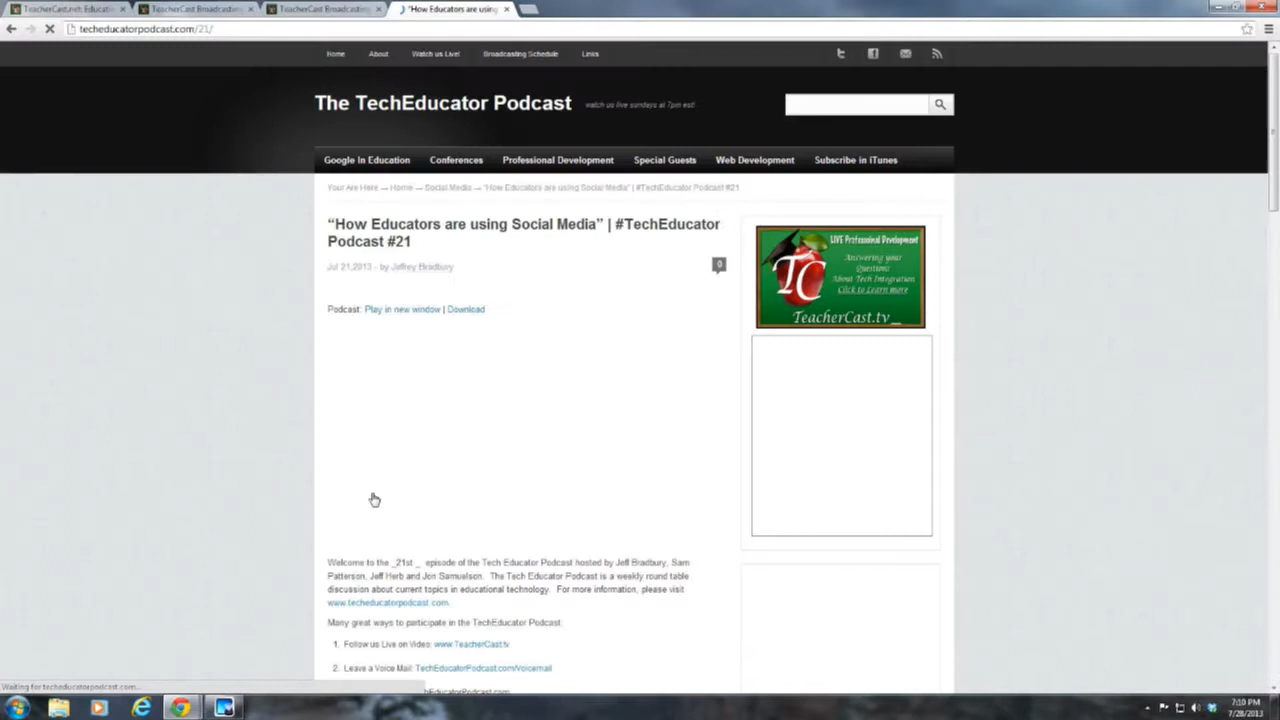 TeacherCast.net: Educati
TeacherCast Broadcasting
TeacherCast Broadcasting
"How Educators are using
techeducatorpodcast.com/21/
Home About Watch us Live! Broadcasting Schedule Links
The TechEducator Podcast watch us live sundays at 7pm est!
Google In Education Conferences Professional Development Special Guests Web Development Subscribe in iTunes
Your Are Here → Home → Social Media → "How Educators are using Social Media" | #TechEducator Podcast #21
“How Educators are using Social Media” | #TechEducator
Podcast #21
Jul 21,2013 - by Jeffrey Bradbury
0
Podcast: Play in new window | Download
LIVE Professional Development
Answering your
Questions
About Tech Integration
Click to Learn more
TC
TeacherCast.tv_
Welcome to the _21st _ episode of the Tech Educator Podcast hosted by Jeff Bradbury, Sam
Patterson, Jeff Herb and Jon Samuelson. The Tech Educator Podcast is a weekly round table
discussion about current topics in educational technology. For more information, please visit
www.techeducatorpodcast.com.
Many great ways to participate in the TechEducator Podcast:
1. Follow us Live on Video: www.TeacherCast.tv
2. Leave a Voice Mail: TechEducatorPodcast.com/Voicemail
hEducatorPodcast.com
Waiting for techeducatorpodcast.com...
7:10 PM
7/28/2013